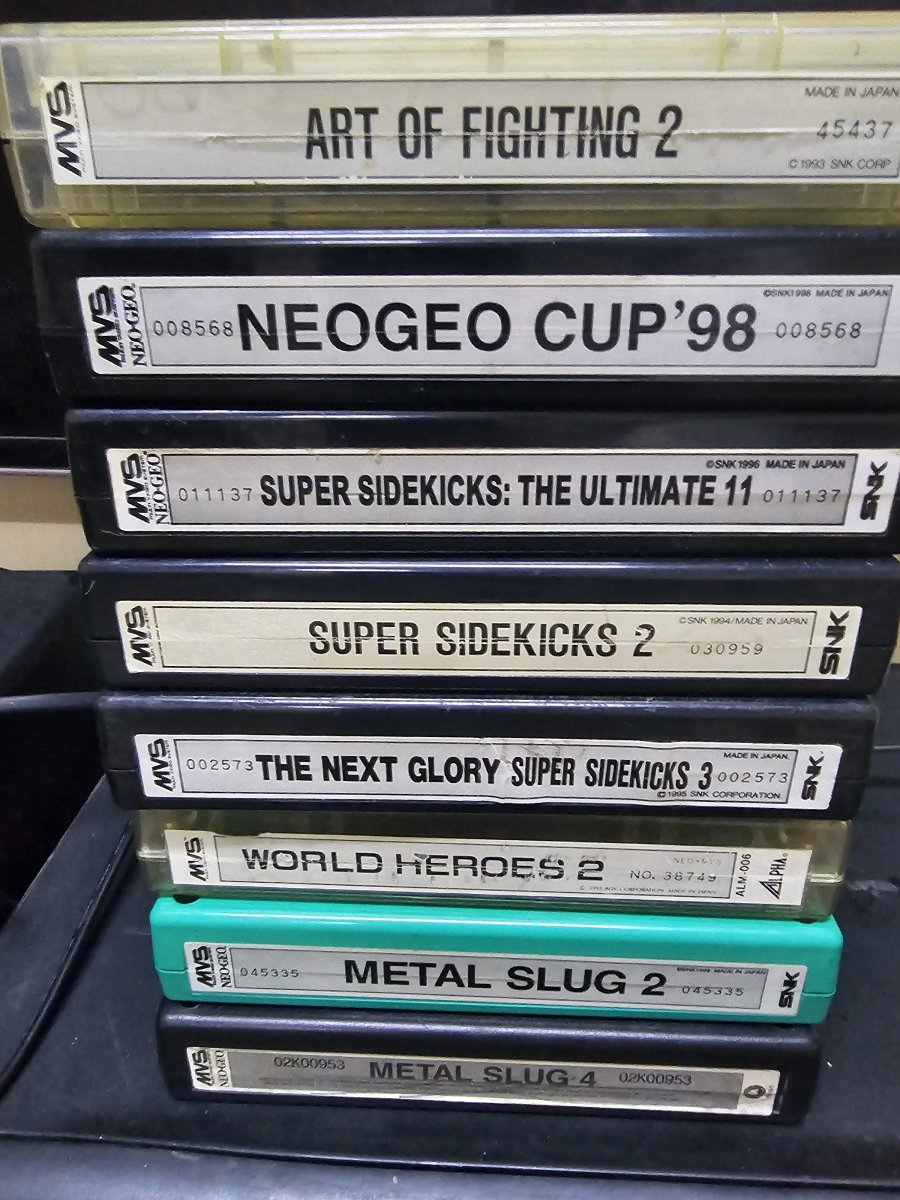 MVS
ART OF FIGHTING 2
MADE IN JAPAN
45437
© 1993 SNK CORP
MVS
NEO·GEO
008568 NEOGEO CUP '98 008568
©SNK1998 MADE IN JAPAN
MVS
NEO·GEO
011137 SUPER SIDEKICKS: THE ULTIMATE 11 011137
©SNK 1996 MADE IN JAPAN
SNK
MVS
SUPER SIDEKICKS 2
©SNK 1994/MADE IN JAPAN
030959
SNK
MVS
002573 THE NEXT GLORY SUPER SIDEKICKS 3 002573
MADE IN JAPAN
© 1995 SNK CORPORATION
SNK
MVS
WORLD HEROES 2
NEO·MVS
NO. 38749
ADK CORPORATION MADE IN JAPAN
ALM-006
ALPHA
MVS
NEO·GEO
045335 METAL SLUG 2 045335
©SNK1998 MADE IN JAPAN
SNK
MVS
NEO·GEO
02K00953 METAL SLUG 4 02K00953